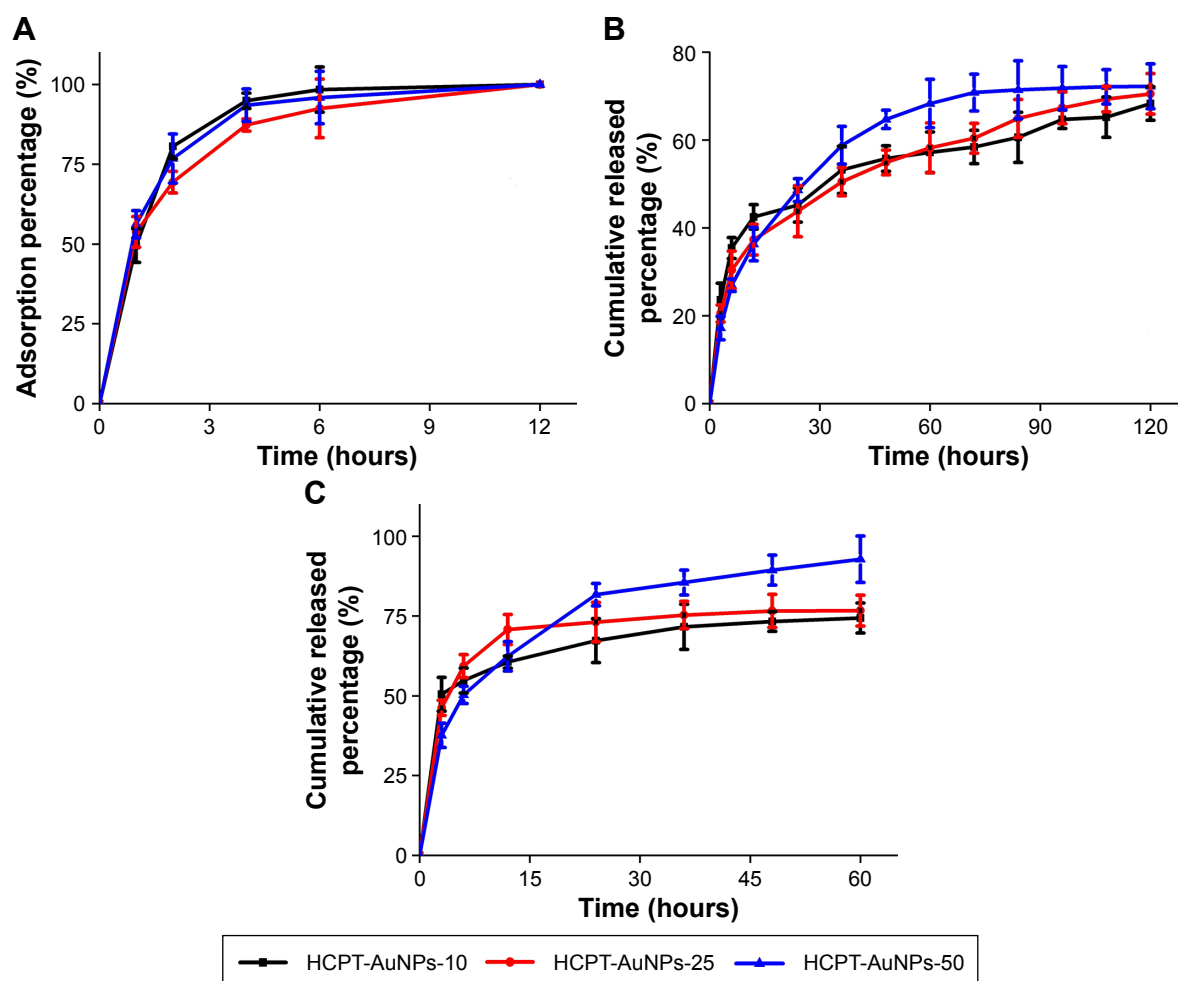 A
Adsorption percentage (%)
100
75
50
25
0
0 3 6 9 12
Time (hours)
B
Cumulative released
percentage (%)
80
60
40
20
0
0 30 60 90 120
Time (hours)
C
Cumulative released
percentage (%)
100
75
50
25
0
0 15 30 45 60
Time (hours)
HCPT-AuNPs-10 HCPT-AuNPs-25 HCPT-AuNPs-50